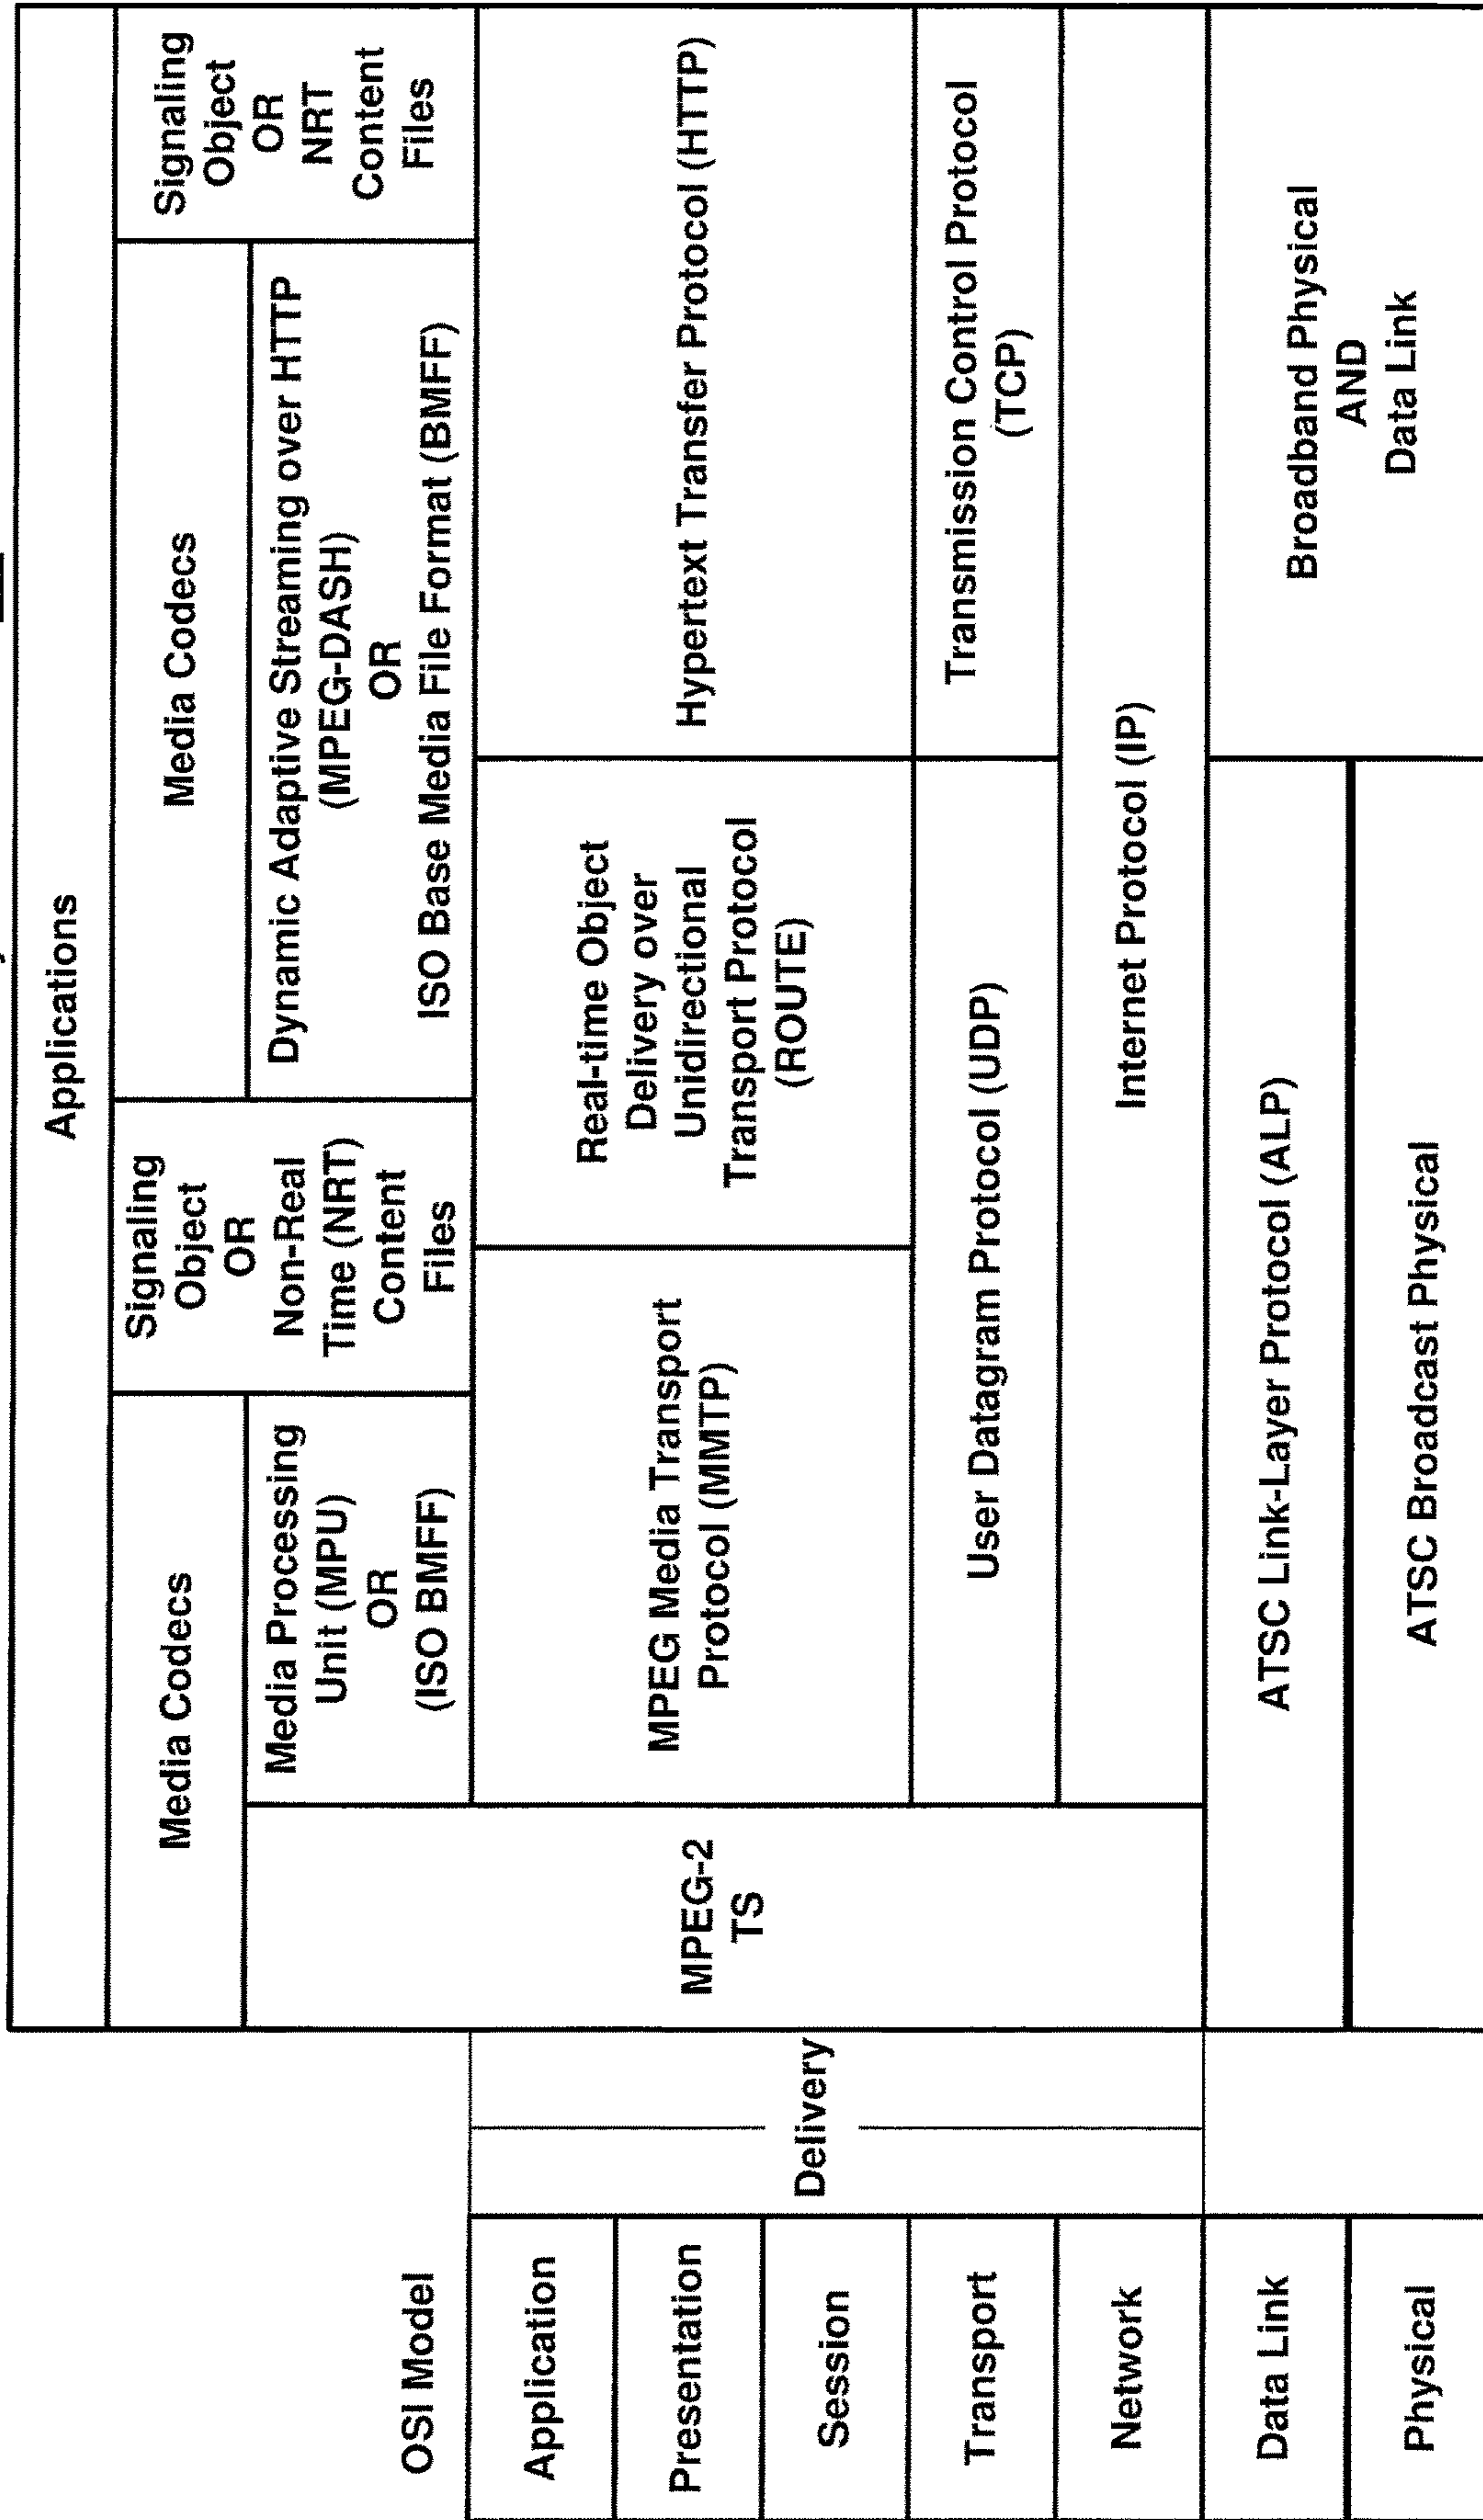 Applications
Media Codecs
Signaling
Object
OR
Non-Real
Time (NRT)
Content
Files
Media Codecs
Signaling
Object
OR
NRT
Content
Files
Media Processing
Unit (MPU)
OR
(ISO BMFF)
Dynamic Adaptive Streaming over HTTP
(MPEG-DASH)
OR
ISO Base Media File Format (BMFF)
OSI Model
Application
Presentation
Session
Transport
Network
Data Link
Physical
Delivery
MPEG-2
TS
MPEG Media Transport
Protocol (MMTP)
Real-time Object
Delivery over
Unidirectional
Transport Protocol
(ROUTE)
Hypertext Transfer Protocol (HTTP)
User Datagram Protocol (UDP)
Transmission Control Protocol
(TCP)
Internet Protocol (IP)
ATSC Link-Layer Protocol (ALP)
Broadband Physical
AND
Data Link
ATSC Broadcast Physical